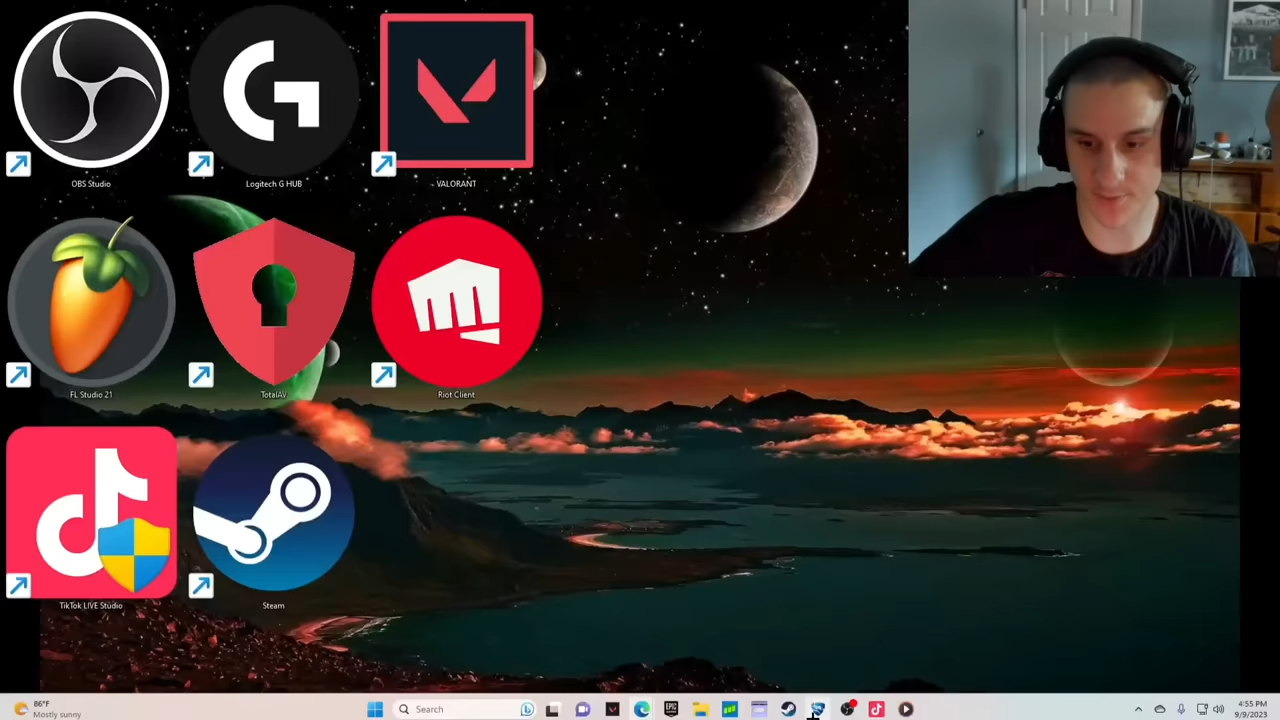 OBS Studio
Logitech G HUB
VALORANT
FL Studio 21
TotalAV
Riot Client
TikTok LIVE Studio
Steam
86°F
Mostly sunny
Search
EPIC
4:55 PM
9/9/2023